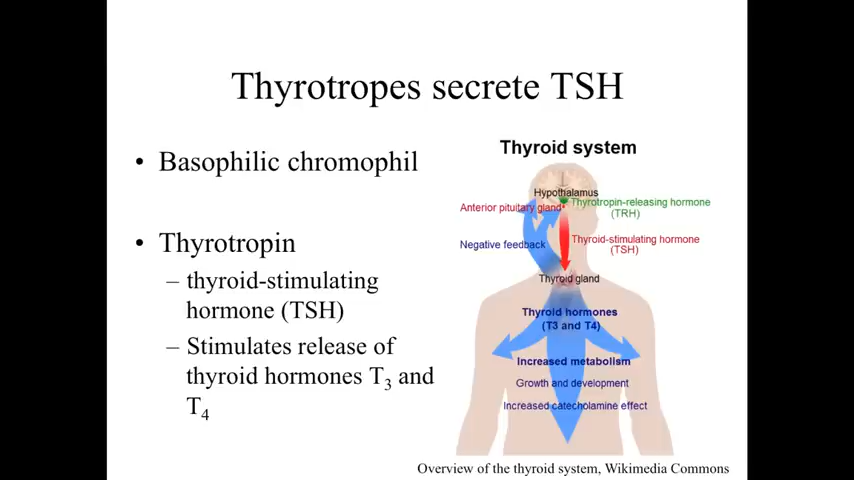 Thyrotropes secrete TSH
• Basophilic chromophil
• Thyrotropin
– thyroid-stimulating
hormone (TSH)
– Stimulates release of
thyroid hormones T3 and
T4
Thyroid system
Hypothalamus
Thyrotropin-releasing hormone
(TRH)
Anterior pituitary gland
Negative feedback
Thyroid-stimulating hormone
(TSH)
Thyroid gland
Thyroid hormones
(T3 and T4)
Increased metabolism
Growth and development
Increased catecholamine effect
Overview of the thyroid system, Wikimedia Commons